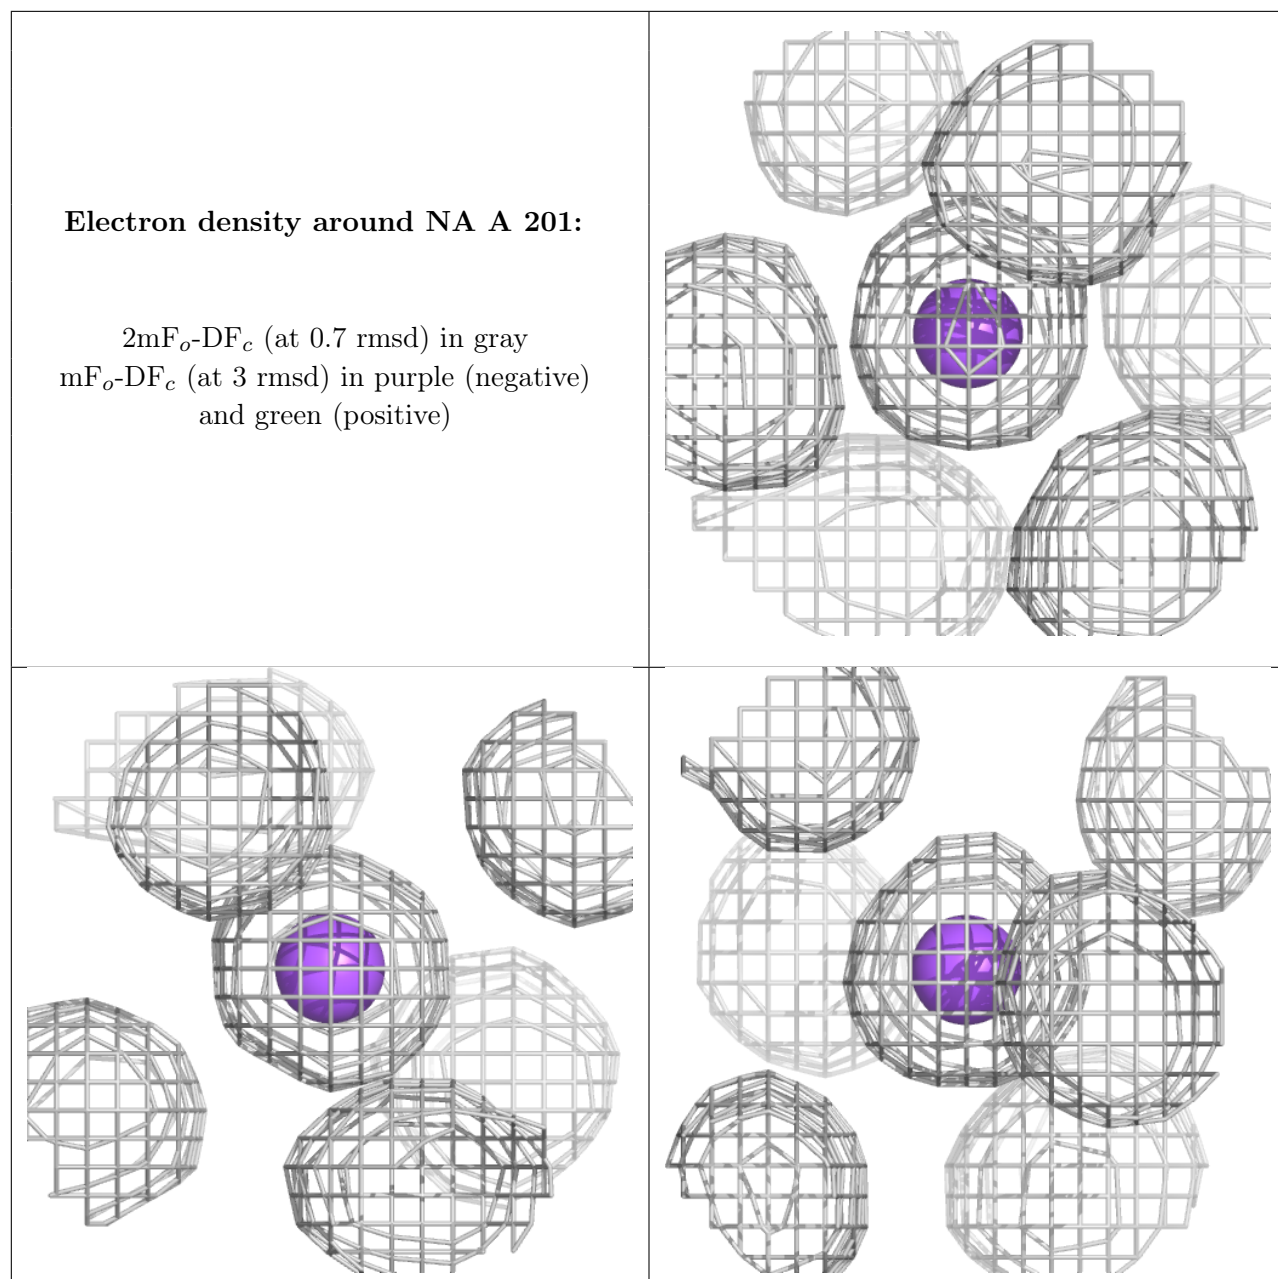 Electron density around NA A 201:
2mFo-DFc (at 0.7 rmsd) in gray
mFo-DFc (at 3 rmsd) in purple (negative)
and green (positive)